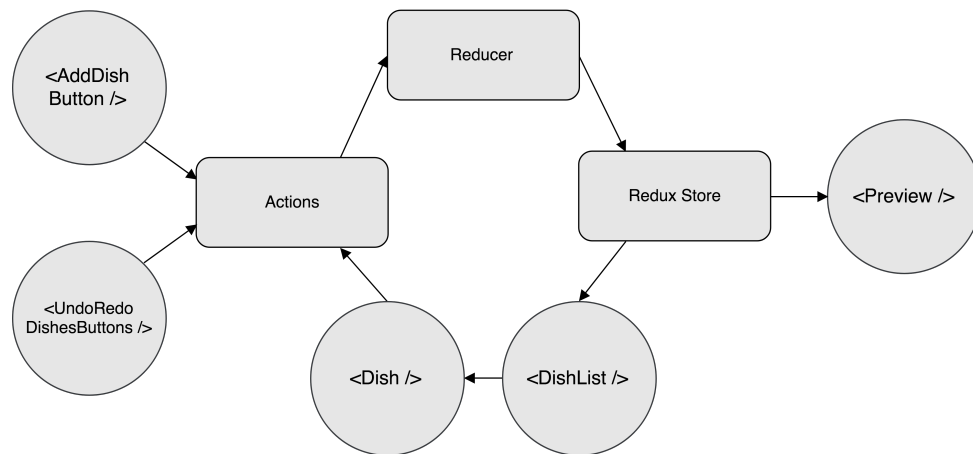 Reducer
<AddDish
Button />
Actions
Redux Store
<Preview />
<UndoRedo
DishesButtons />
<Dish />
<DishList />